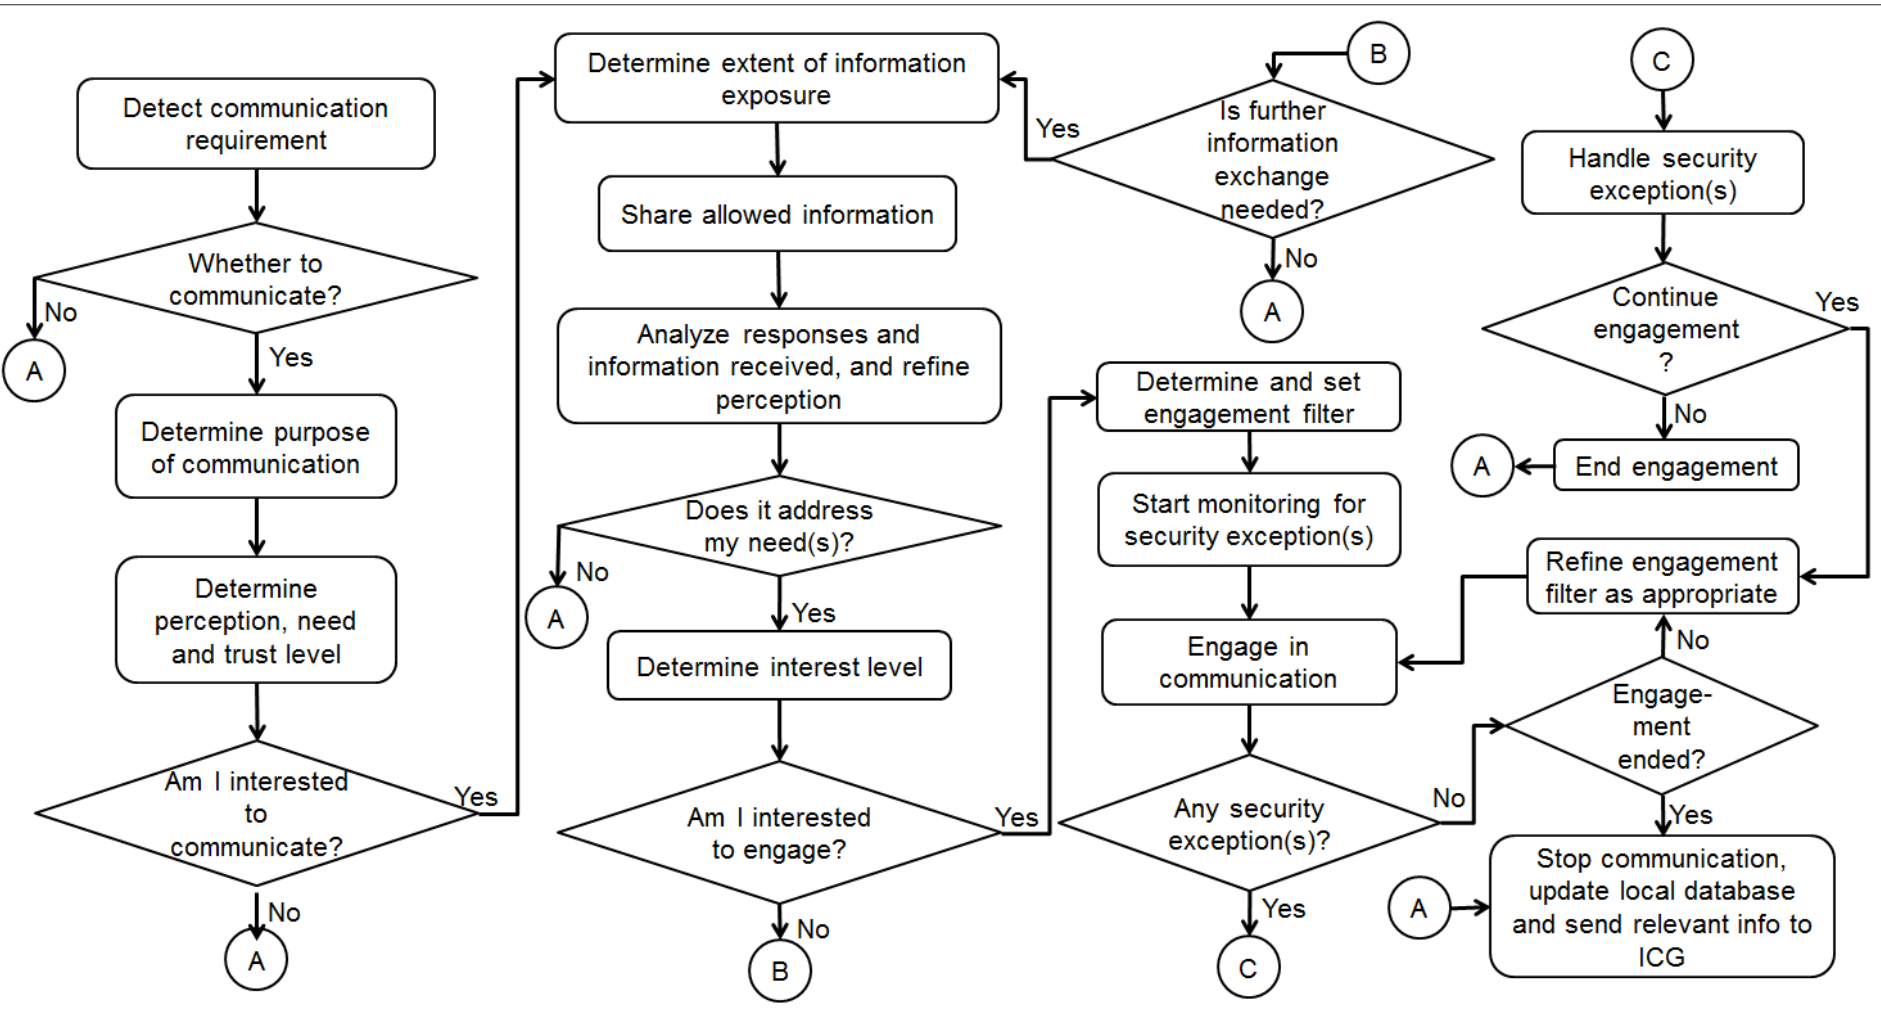 Detect communication
requirement
Whether to
communicate?
No
A
Yes
Determine purpose
of communication
Determine
perception, need
and trust level
Am I interested
to
communicate?
Yes
No
A
Determine extent of information
exposure
Share allowed information
Analyze responses and
information received, and refine
perception
Does it address
my need(s)?
No
A
Yes
Determine interest level
Am I interested
to engage?
Yes
No
B
B
Is further
information
exchange
needed?
Yes
No
A
Determine and set
engagement filter
Start monitoring for
security exception(s)
Engage in
communication
Any security
exception(s)?
No
Yes
C
C
Handle security
exception(s)
Continue
engagement
?
Yes
No
End engagement
A
Refine engagement
filter as appropriate
No
Engage-
ment
ended?
Yes
A
Stop communication,
update local database
and send relevant info to
ICG